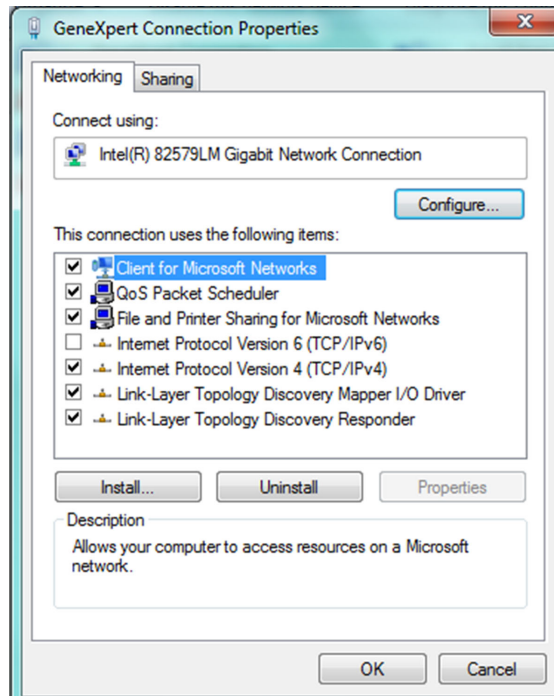 GeneXpert Connection Properties
Networking
Sharing
Connect using:
Intel(R) 82579LM Gigabit Network Connection
Configure...
This connection uses the following items:
Client for Microsoft Networks
QoS Packet Scheduler
File and Printer Sharing for Microsoft Networks
Internet Protocol Version 6 (TCP/IPv6)
Internet Protocol Version 4 (TCP/IPv4)
Link-Layer Topology Discovery Mapper I/O Driver
Link-Layer Topology Discovery Responder
Install...
Uninstall
Properties
Description
Allows your computer to access resources on a Microsoft
network.
OK
Cancel